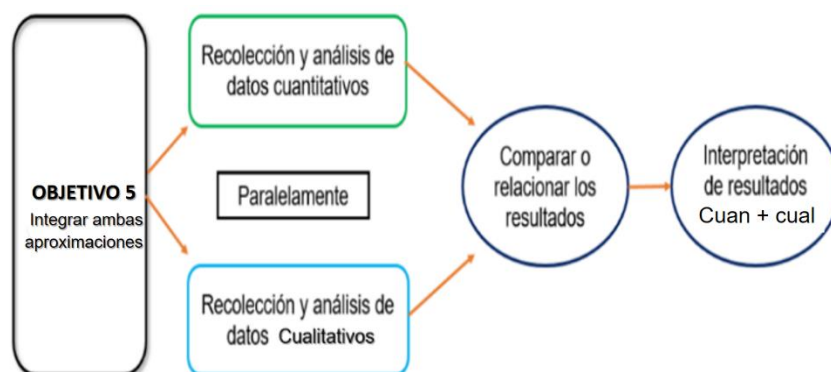 OBJETIVO 5
Integrar ambas
aproximaciones
Recolección y análisis de
datos cuantitativos
Paralelamente
Recolección y análisis de
datos Cualitativos
Comparar o
relacionar los
resultados
Interpretación
de resultados
Cuan + cual